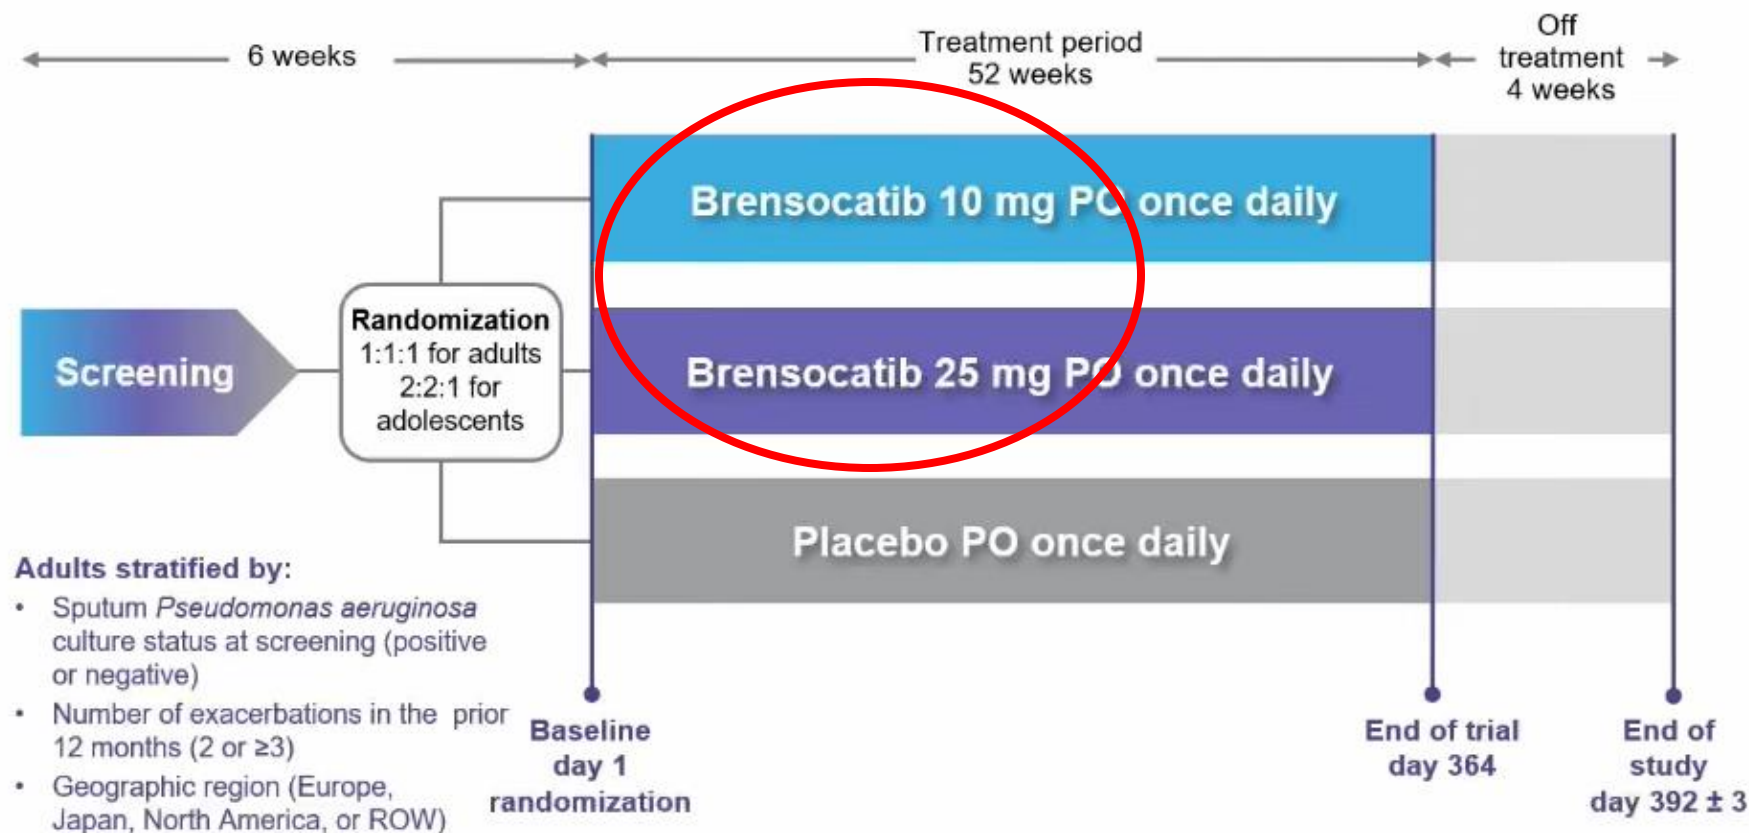 6 weeks
Treatment period
52 weeks
Off
treatment
4 weeks
Brensocatib 10 mg PO once daily
Screening
Randomization
1:1:1 for adults
2:2:1 for
adolescents
Brensocatib 25 mg PO once daily
Placebo PO once daily
Adults stratified by:
• Sputum Pseudomonas aeruginosa
culture status at screening (positive
or negative)
• Number of exacerbations in the prior
12 months (2 or ≥3)
• Geographic region (Europe,
Japan, North America, or ROW)
Baseline
day 1
randomization
End of trial
day 364
End of
study
day 392 ± 3